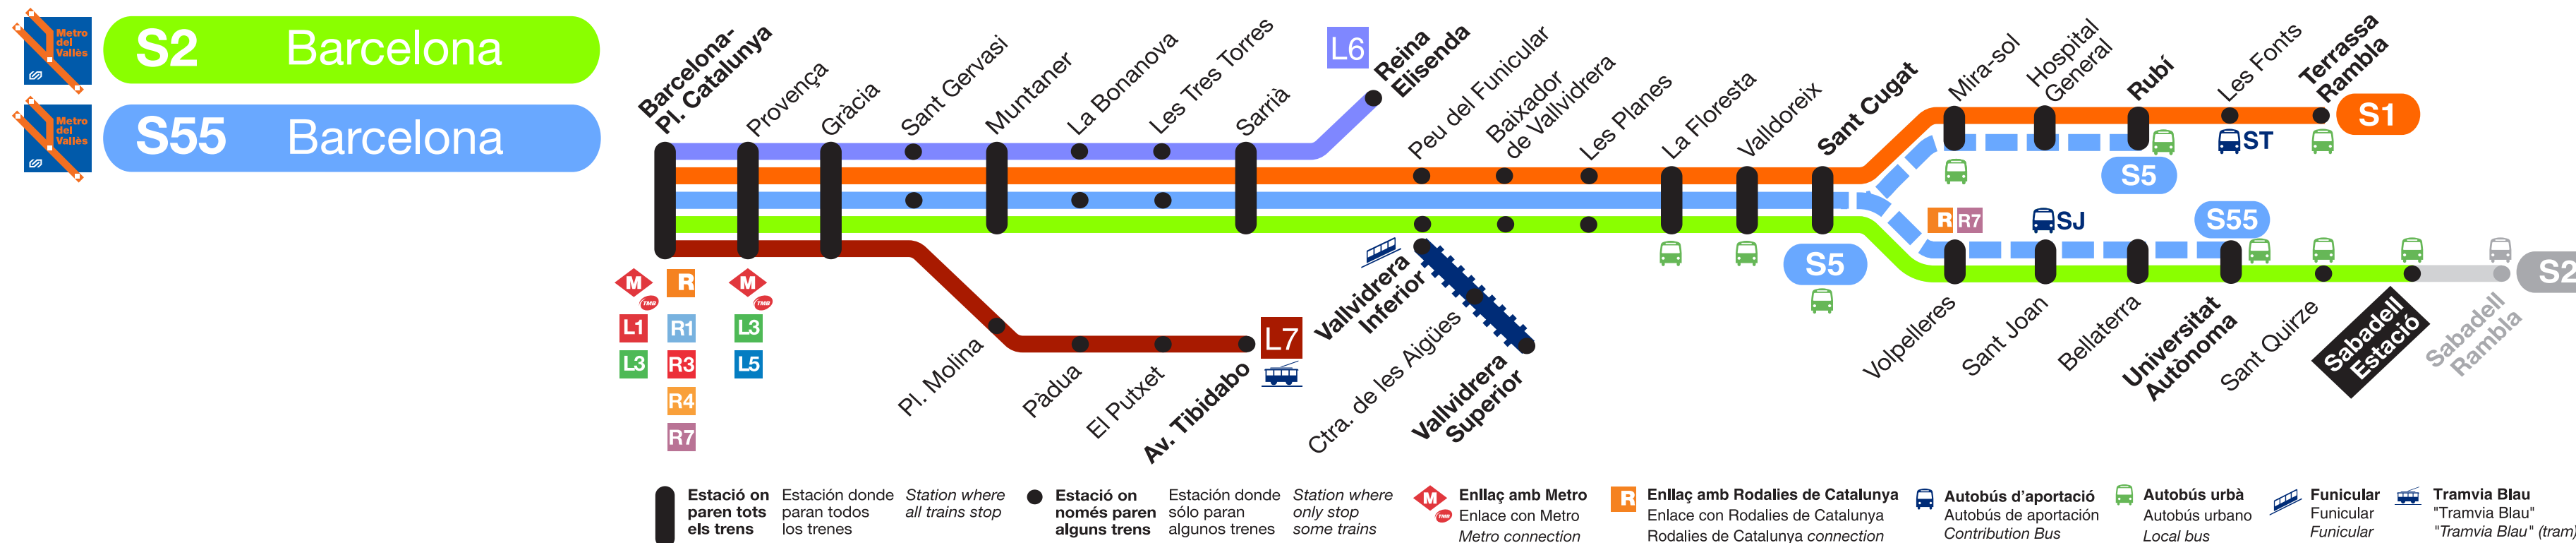 Metro
del
Vallès
S2 Barcelona
Metro
del
Vallès
S55 Barcelona
Barcelona-
Pl. Catalunya
Provença
Gràcia
Sant Gervasi
Muntaner
La Bonanova
Les Tres Torres
Sarrià
L6
Reina
Elisenda
Peu del Funicular
Baixador
de Vallvidrera
Les Planes
La Floresta
Valldoreix
Sant Cugat
Mira-sol
Hospital
General
Rubí
Les Fonts
Terrassa
Rambla
S1
ST
S5
R R7
SJ
S55
S5
S2
M
TMB
R
M
TMB
L1
R1
L3
L3
R3
L5
R4
R7
Pl. Molina
Pàdua
El Putxet
Av. Tibidabo
L7
Vallvidrera
Inferior
Ctra. de les Aigües
Vallvidrera
Superior
Volpelleres
Sant Joan
Bellaterra
Universitat
Autònoma
Sant Quirze
Sabadell
Estació
Sabadell
Rambla
Estació on
paren tots
els trens
Estación donde
paran todos
los trenes
Station where
all trains stop
Estació on
només paren
alguns trens
Estación donde
sólo paran
algunos trenes
Station where
only stop
some trains
M
TMB
Enllaç amb Metro
Enlace con Metro
Metro connection
R
Enllaç amb Rodalies de Catalunya
Enlace con Rodalies de Catalunya
Rodalies de Catalunya connection
Autobús d'aportació
Autobús de aportación
Contribution Bus
Autobús urbà
Autobús urbano
Local bus
Funicular
Funicular
Funicular
Tramvia Blau
"Tramvia Blau"
"Tramvia Blau" (tram)